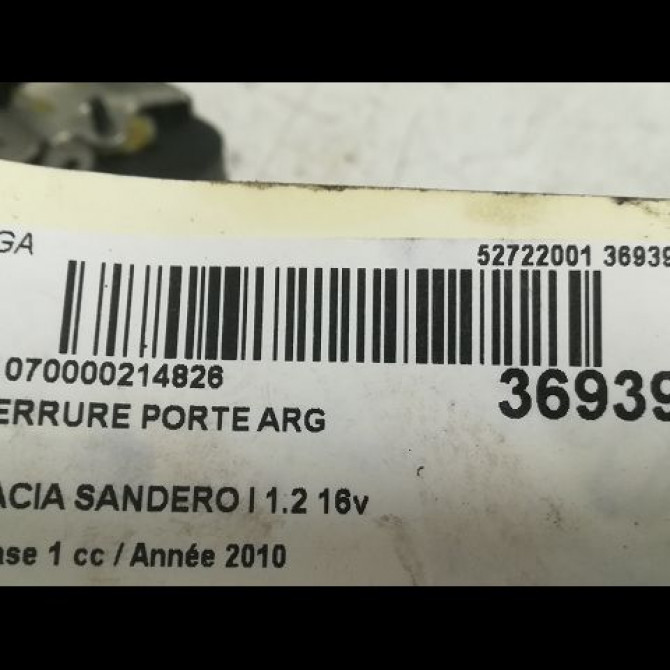 GA
52722001 36939
070000214826
36939
ERRURE PORTE ARG
ACIA SANDERO I 1.2 16v
ase 1 cc / Année 2010